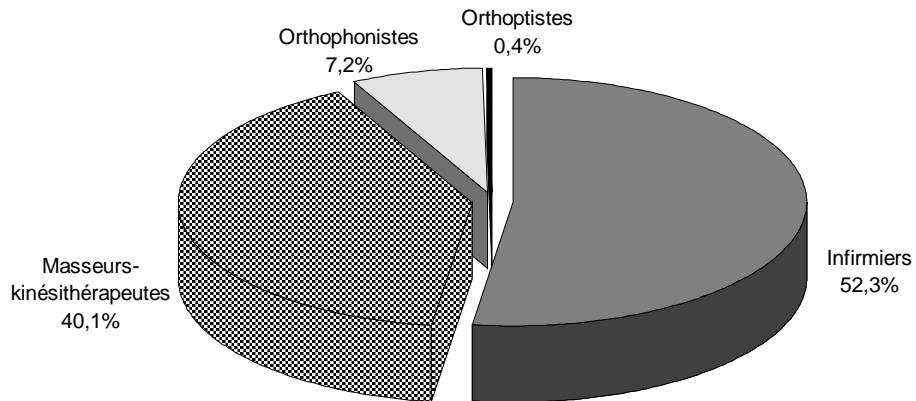 Orthoptistes
0,4%
Orthophonistes
7,2%
Infirmiers
52,3%
Masseurs-
kinésithérapeutes
40,1%